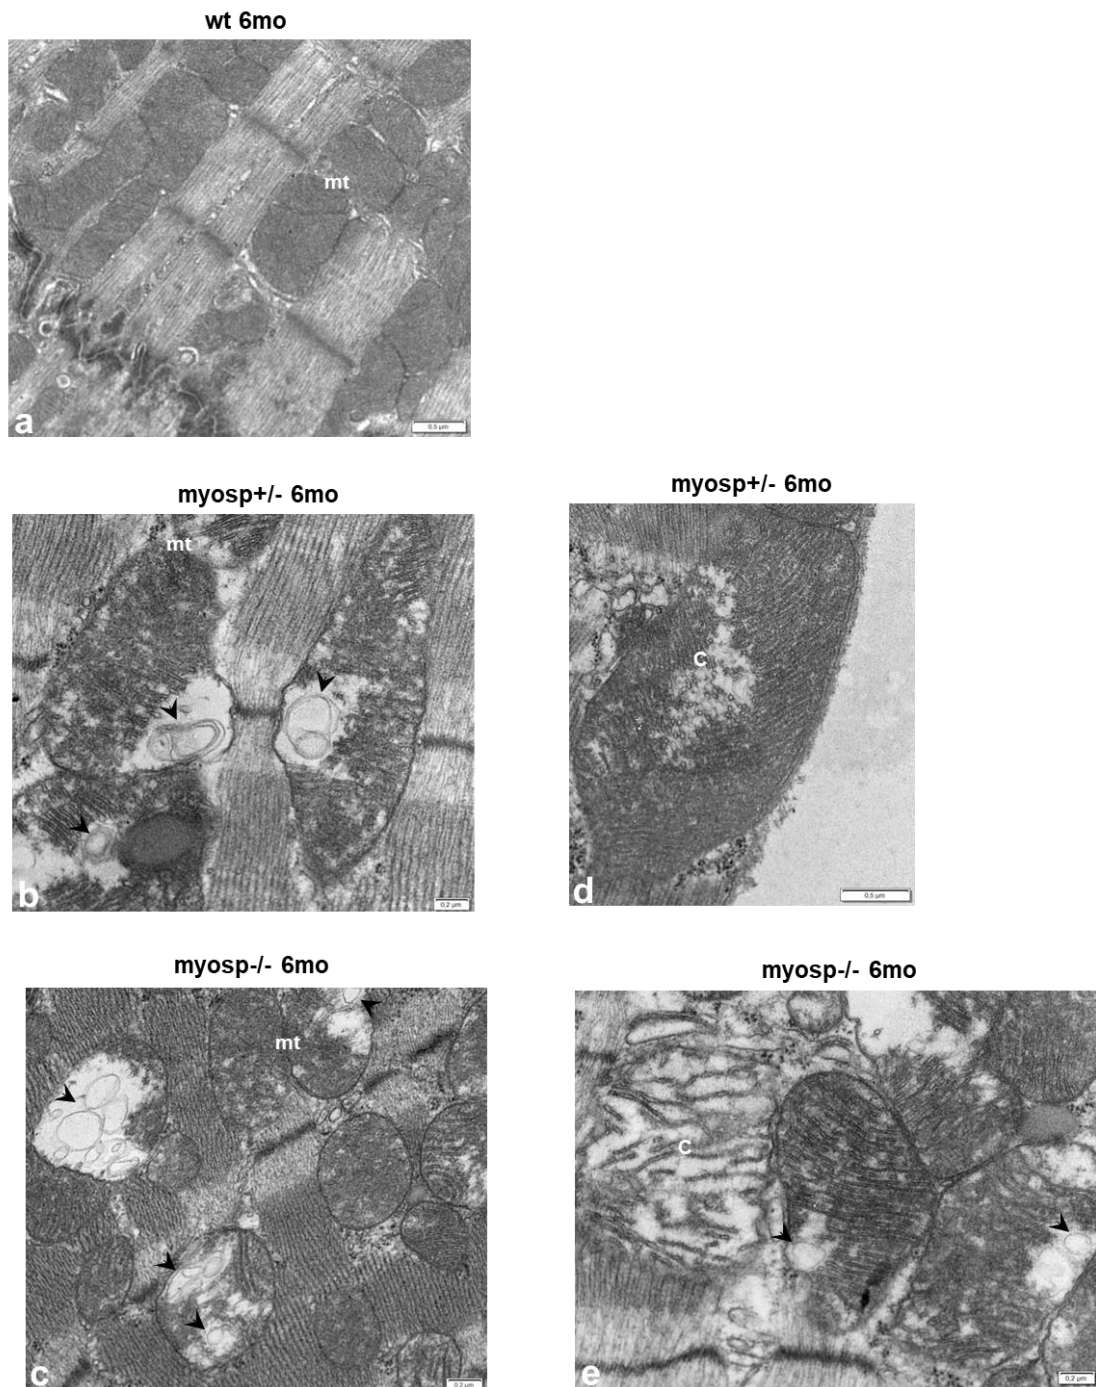 wt 6mo
mt
a
0,5 µm
myosp+/- 6mo
mt
b
0,2 µm
myosp+/- 6mo
C
d
0,5 µm
myosp-/- 6mo
mt
c
0,2 µm
myosp-/- 6mo
C
e
0,2 µm